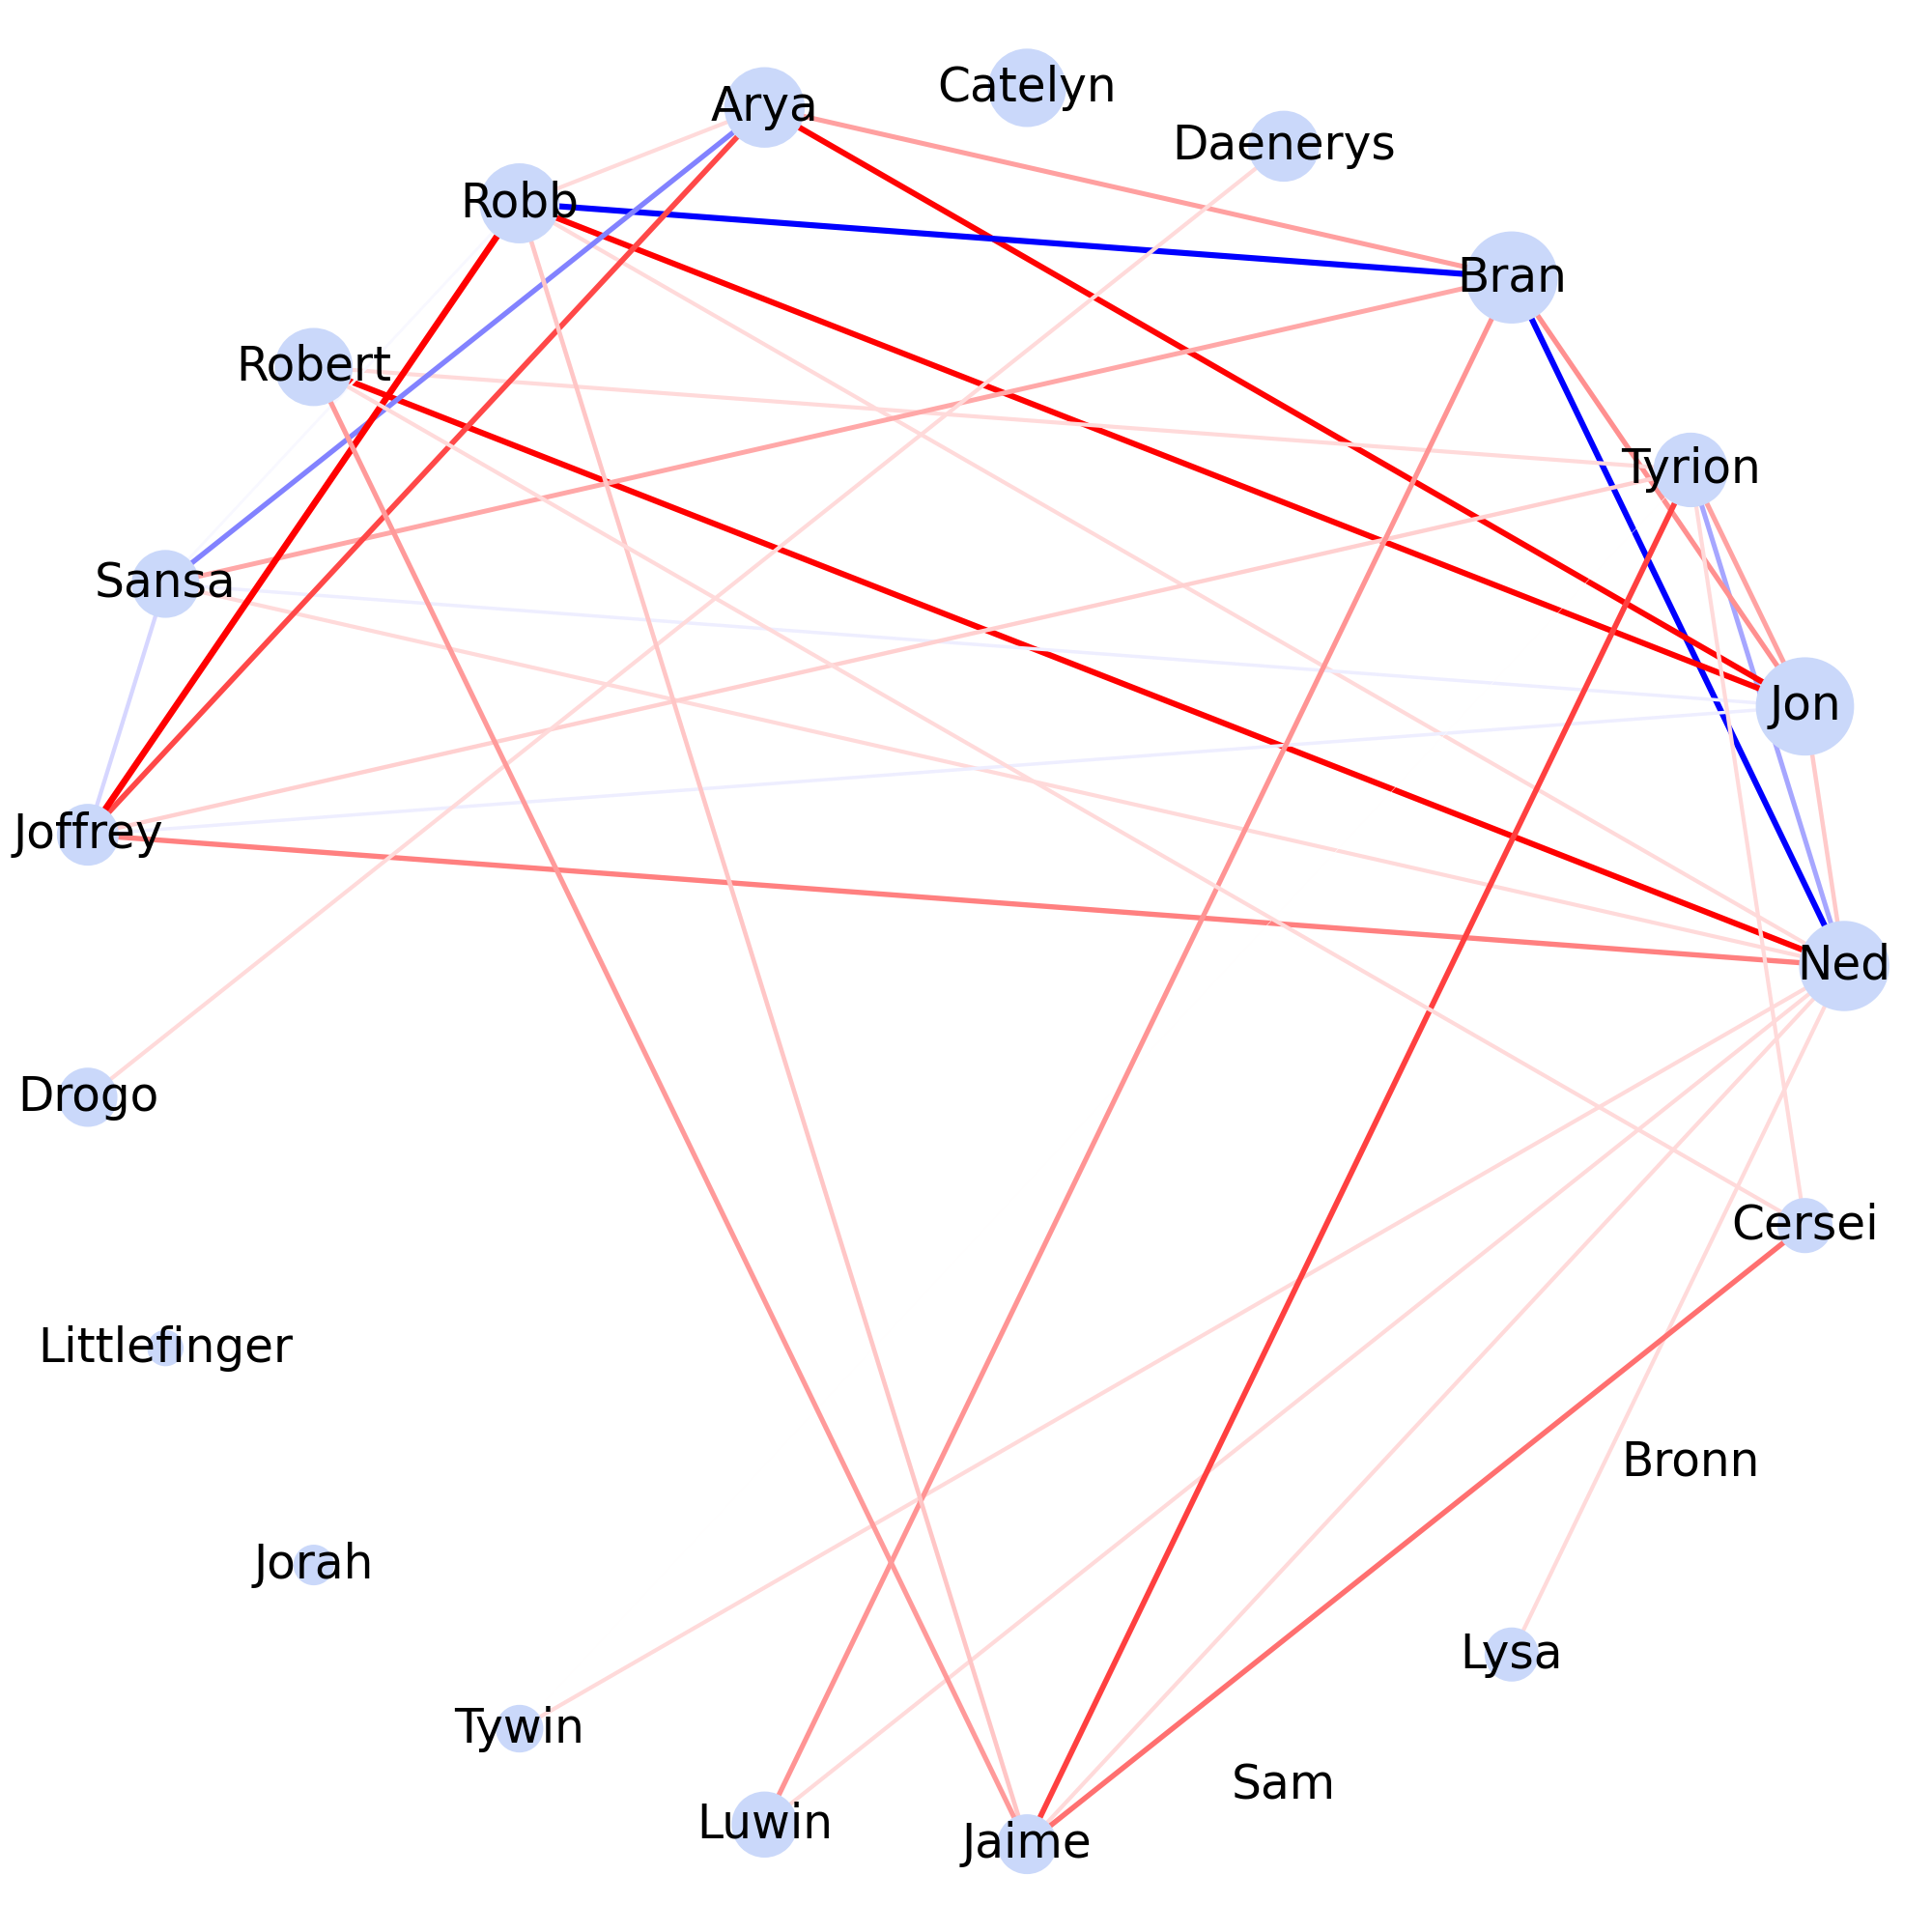 Catelyn
Arya
Daenerys
Robb
Bran
Robert
Tyrion
Sansa
Jon
Joffrey
Ned
Drogo
Cersei
Littlefinger
Bronn
Jorah
Lysa
Tywin
Sam
Luwin
Jaime